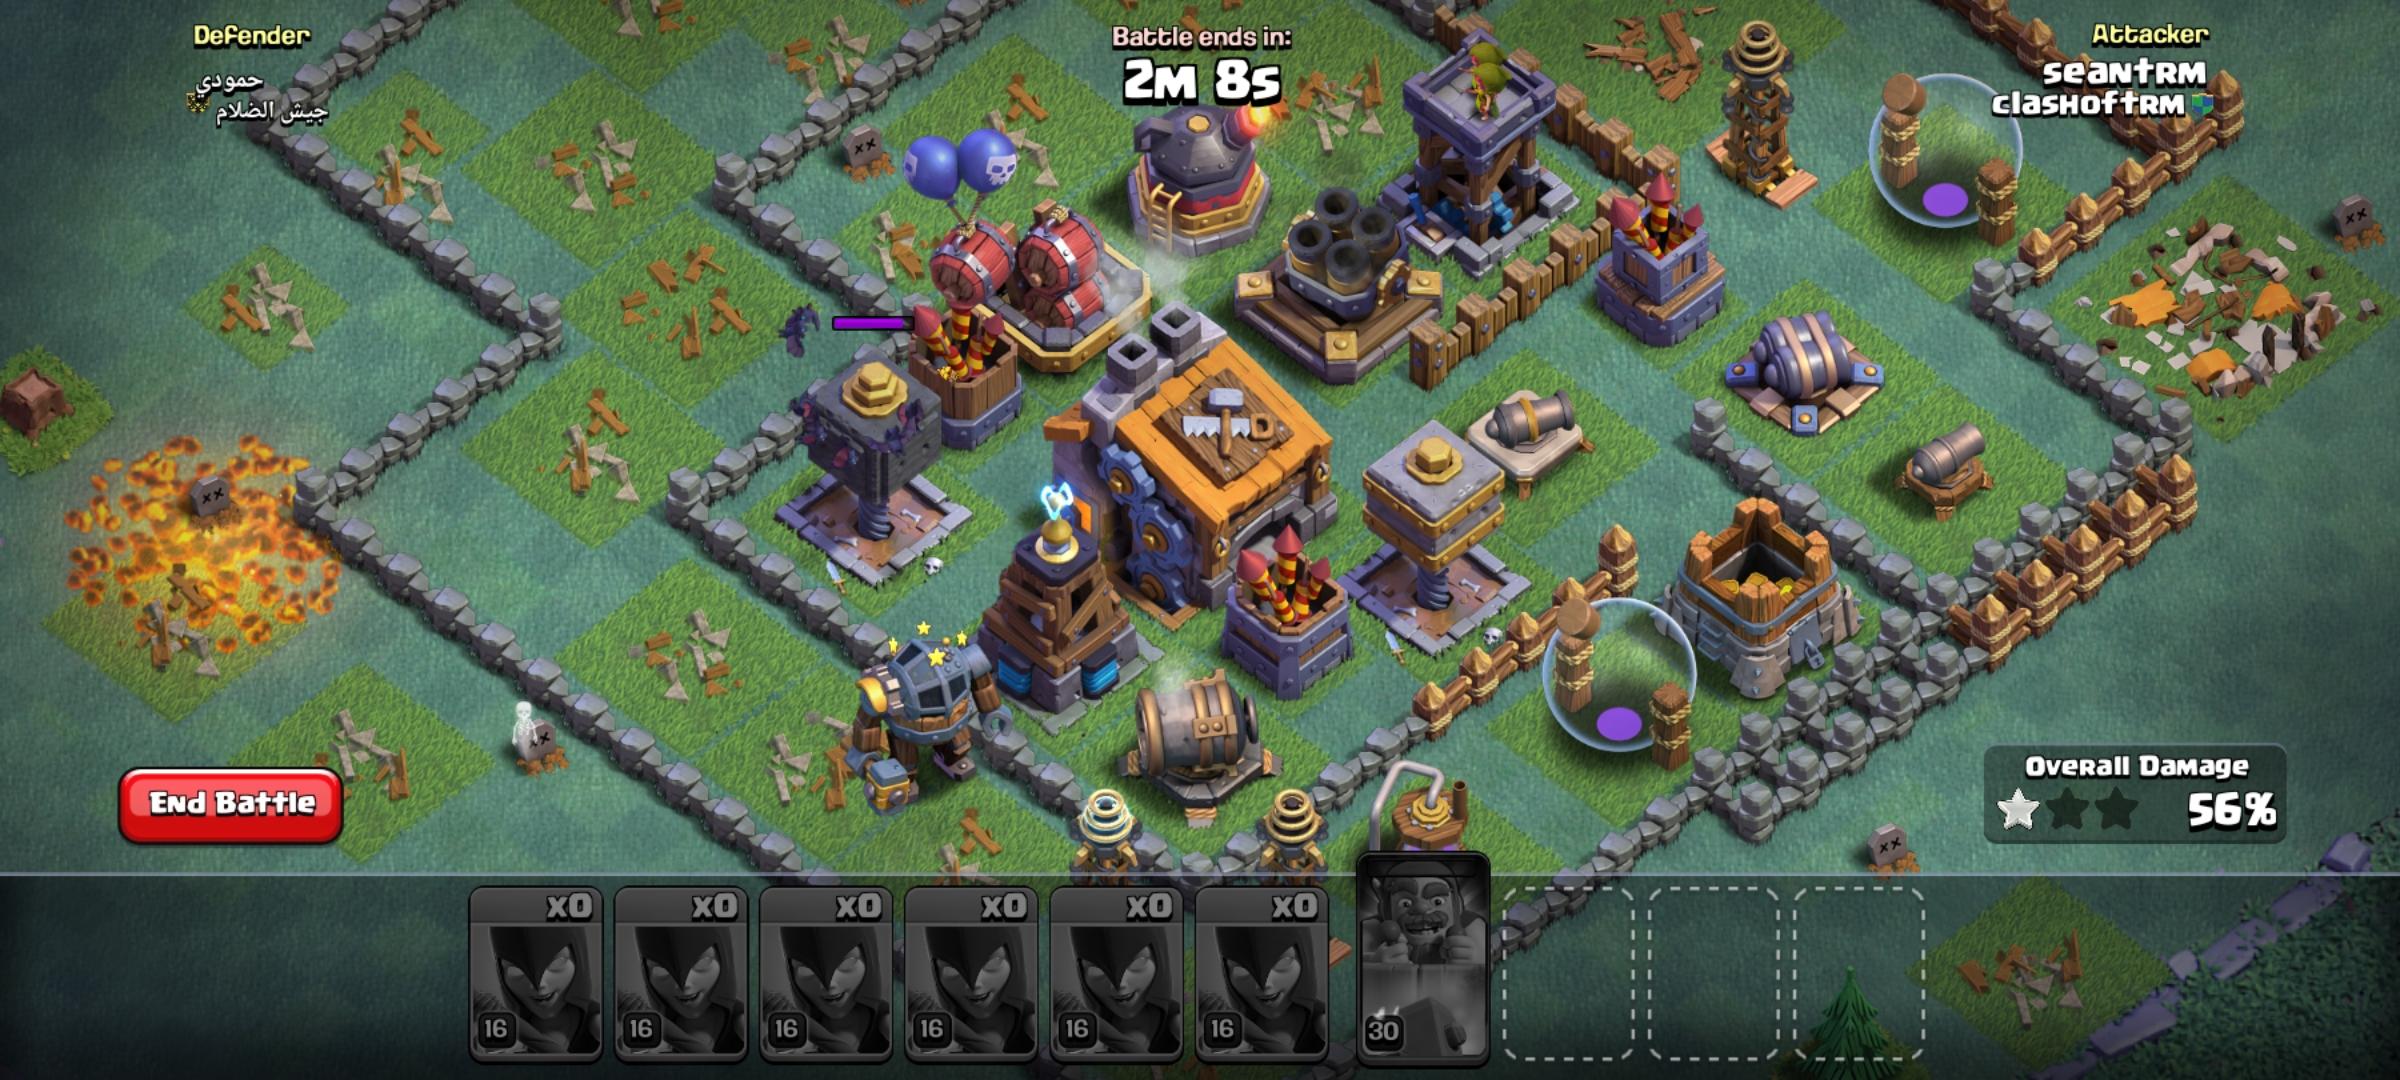 Defender
حمودي
جيش الضلام
Battle ends in:
2M 8S
Attacker
seantRM
clashoftRM
End Battle
Overall Damage
56%
x0
x0
x0
x0
x0
x0
16
16
16
16
16
16
30